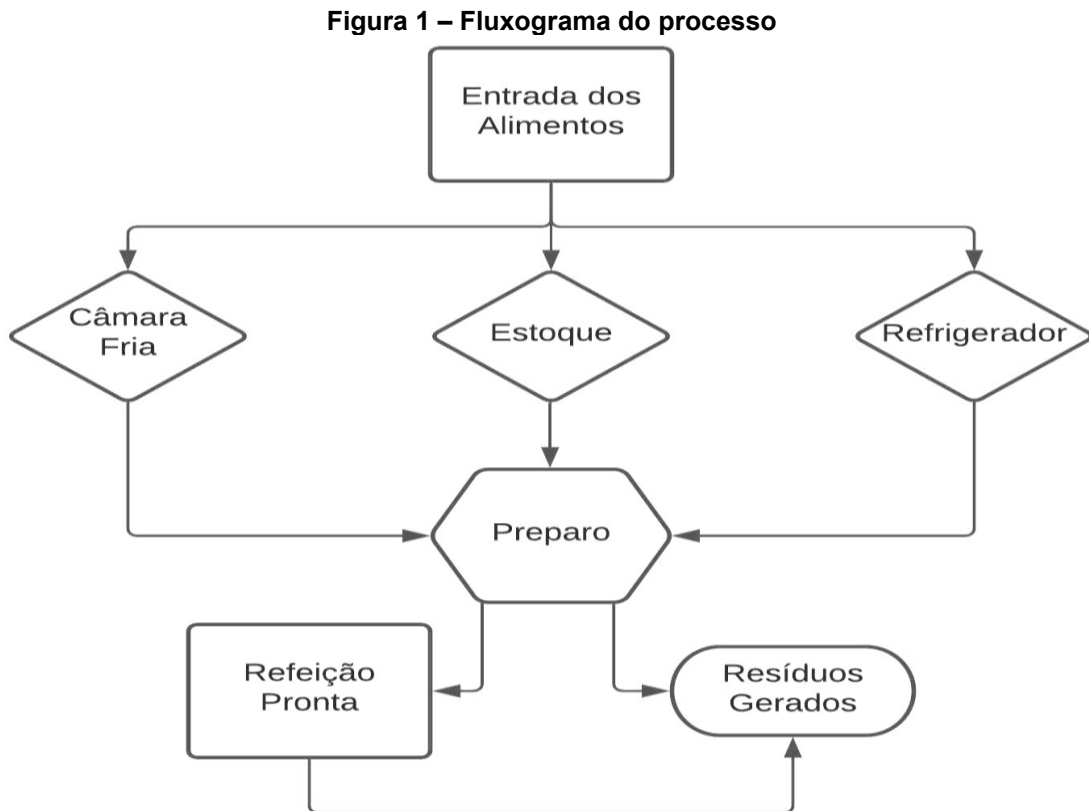 Figura 1 – Fluxograma do processo
Entrada dos
Alimentos
Câmara
Fria
Estoque
Refrigerador
Preparo
Refeição
Pronta
Resíduos
Gerados